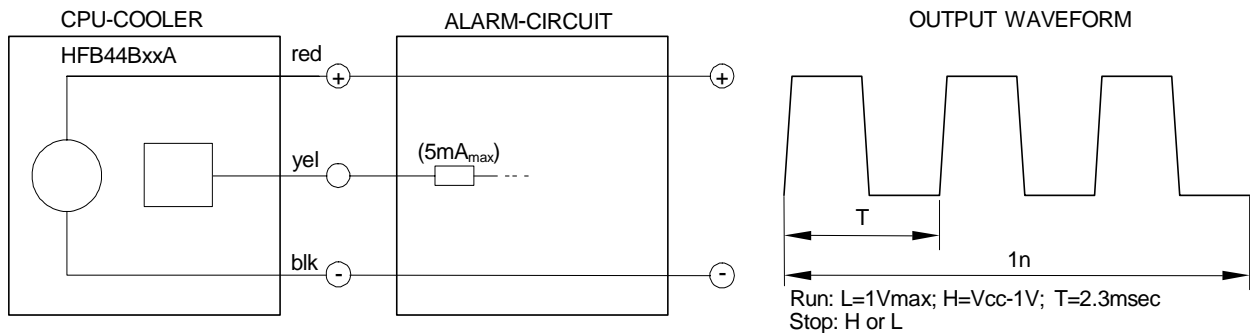 CPU-COOLER
HFB44BxxA
red
+
yel
blk
-
ALARM-CIRCUIT
(5mAmax)
+
-
OUTPUT WAVEFORM
T
1n
Run: L=1Vmax; H=Vcc-1V; T=2.3msec
Stop: H or L